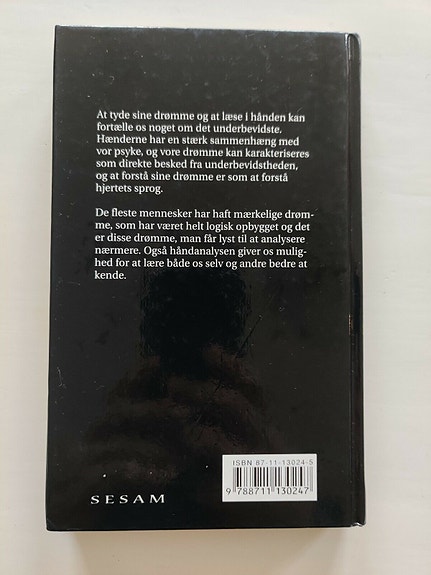 At tyde sine drømme og at læse i hånden kan
fortælle os noget om det underbevidste.
Hænderne har en stærk sammenhæng med
vor psyke, og vore drømme kan karakteriseres
som direkte besked fra underbevidstheden,
og at forstå sine drømme er som at forstå
hjertets sprog.
De fleste mennesker har haft mærkelige drøm-
me, som har været helt logisk opbygget og det
er disse drømme, man får lyst til at analysere
nærmere. Også håndanalysen giver os mulig-
hed for at lære både os selv og andre bedre at
kende.
ISBN 87-11-13024-5
9 788711 130247
SESAM